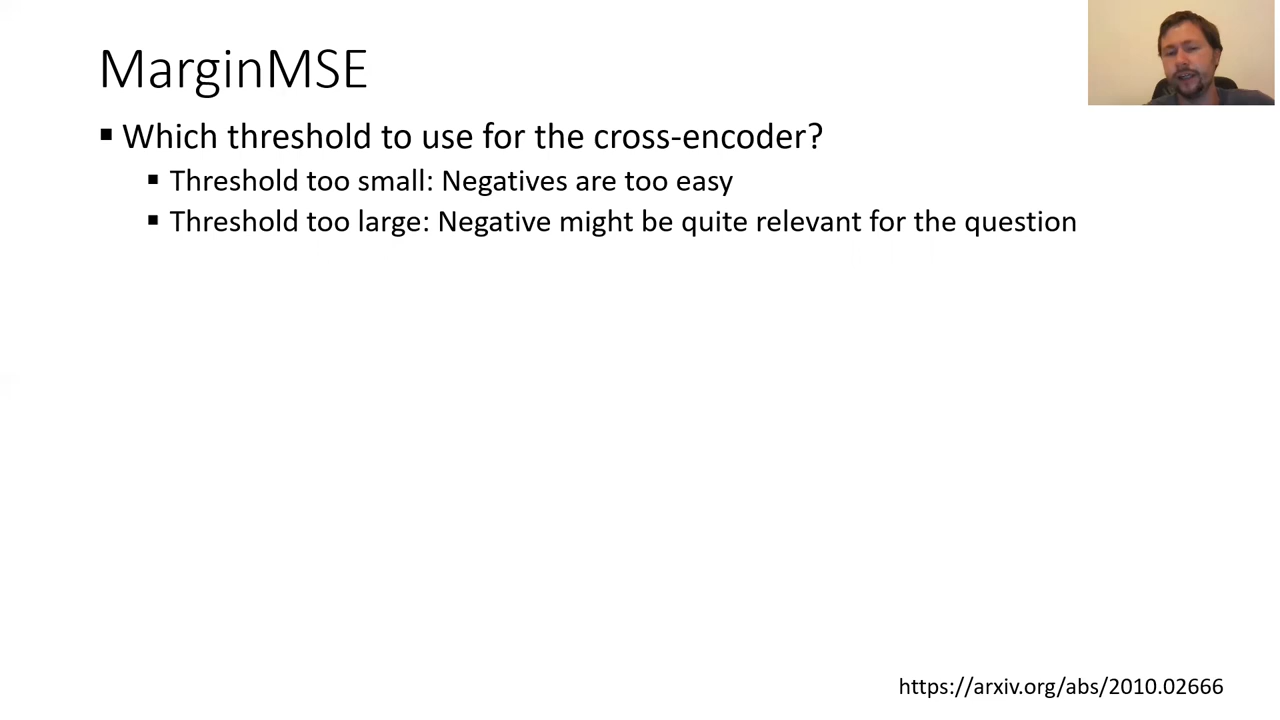 MarginMSE
▪ Which threshold to use for the cross-encoder?
▪ Threshold too small: Negatives are too easy
▪ Threshold too large: Negative might be quite relevant for the question
https://arxiv.org/abs/2010.02666